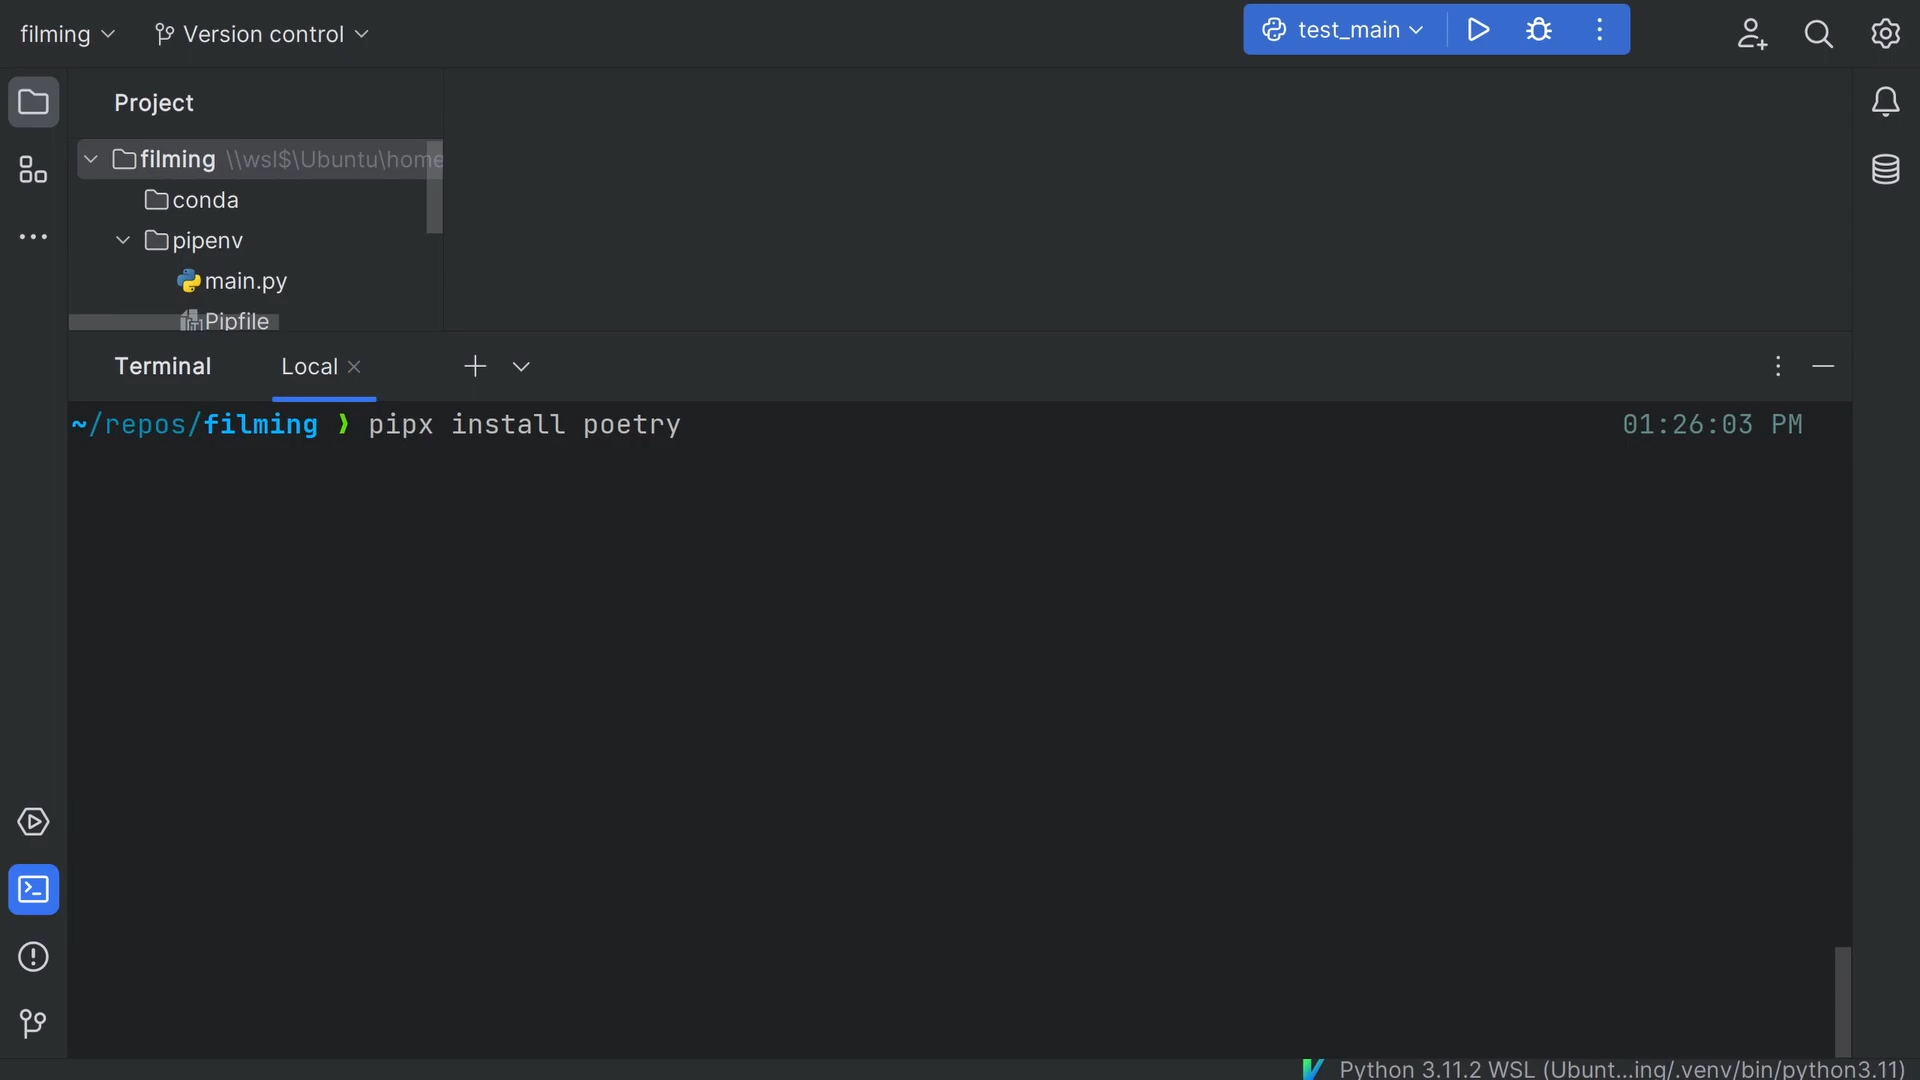 filming
Version control
test_main
Project
filming \\wsl$\Ubuntu\home
conda
pipenv
main.py
Pipfile
Terminal
Local
~/repos/filming ❯ pipx install poetry
01:26:03 PM
Python 3.11.2 WSL (Ubunt...ing/.venv/bin/python3.11)